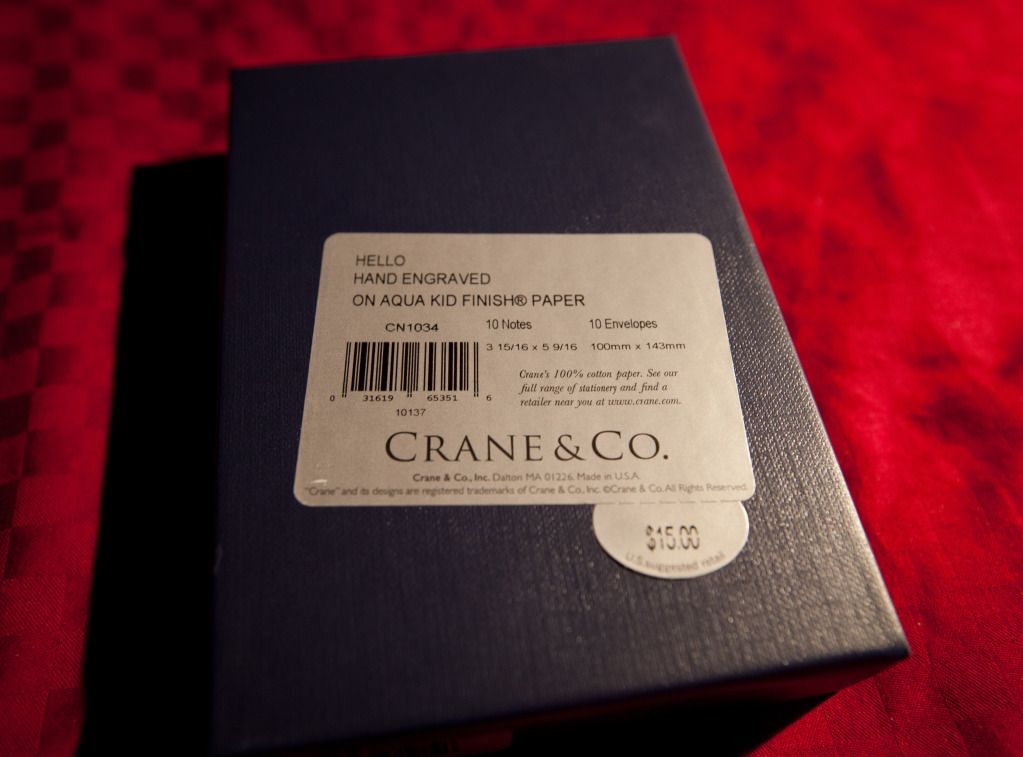 HELLO
HAND ENGRAVED
ON AQUA KID FINISH® PAPER
CN1034 10 Notes 10 Envelopes
3 15/16 x 5 9/16 100mm x 143mm
0 31619 65351 6
10137
Crane's 100% cotton paper. See our
full range of stationery and find a
retailer near you at www.crane.com.
CRANE & CO.
Crane & Co., Inc. Dalton MA 01226. Made in U.S.A.
"Crane" and its designs are registered trademarks of Crane & Co., Inc. ©Crane & Co. All Rights Reserved.
$15.00
U.S. suggested retail